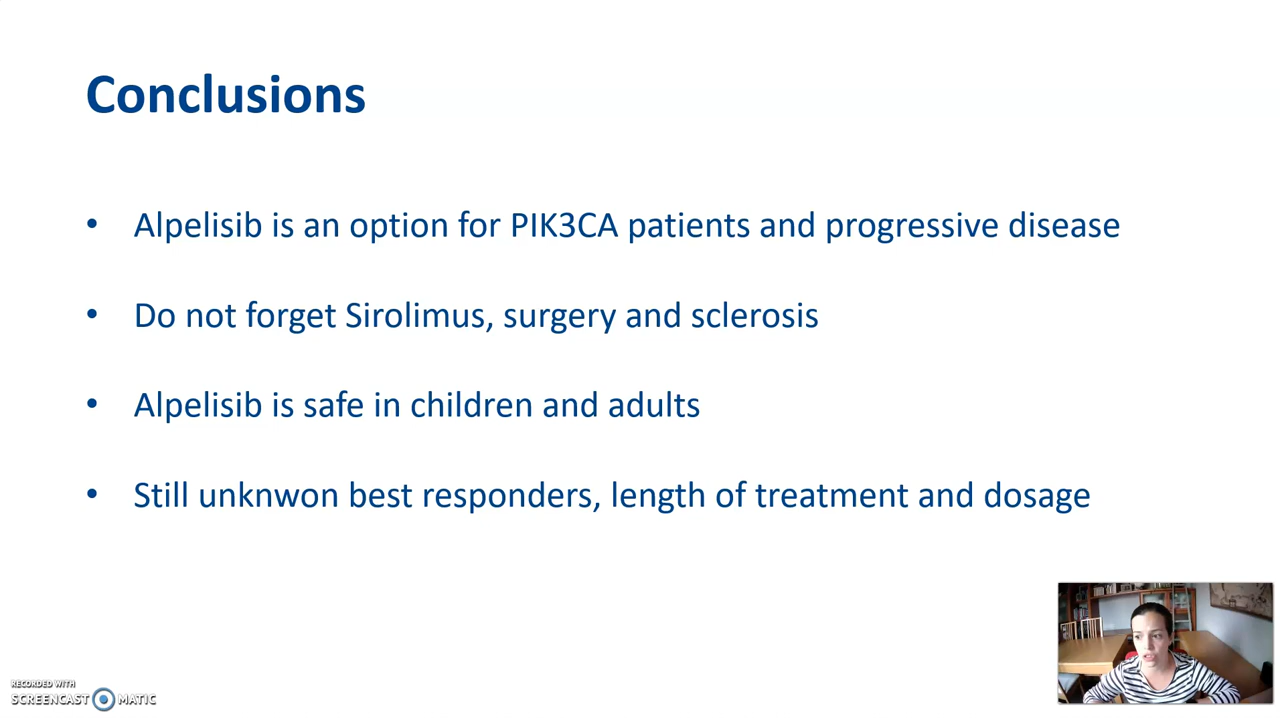 Conclusions
• Alpelisib is an option for PIK3CA patients and progressive disease
• Do not forget Sirolimus, surgery and sclerosis
• Alpelisib is safe in children and adults
• Still unknwon best responders, length of treatment and dosage
RECORDED WITH
SCREENCAST MATIC